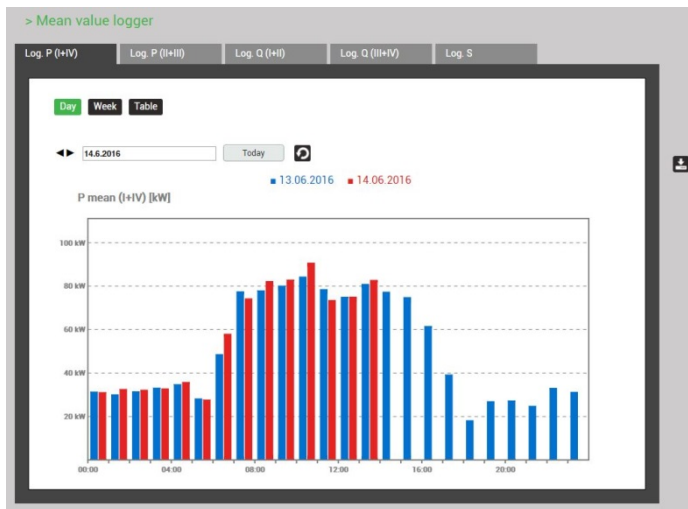 > Mean value logger
Log. P (I+IV) Log. P (II+III) Log. Q (I+II) Log. Q (III+IV) Log. S
Day Week Table
14.6.2016 Today
13.06.2016 14.06.2016
P mean (I+IV) [kW]
100 kW
80 kW
60 kW
40 kW
20 kW
00:00 04:00 08:00 12:00 16:00 20:00